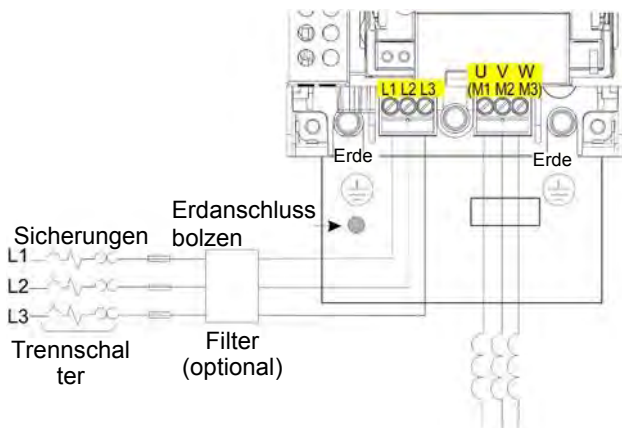 U V W
L1 L2 L3
(M1 M2 M3)
Erde
Erde
Erdanschluss
bolzen
Sicherungen
L1
L2
L3
Trennschal
ter
Filter
(optional)